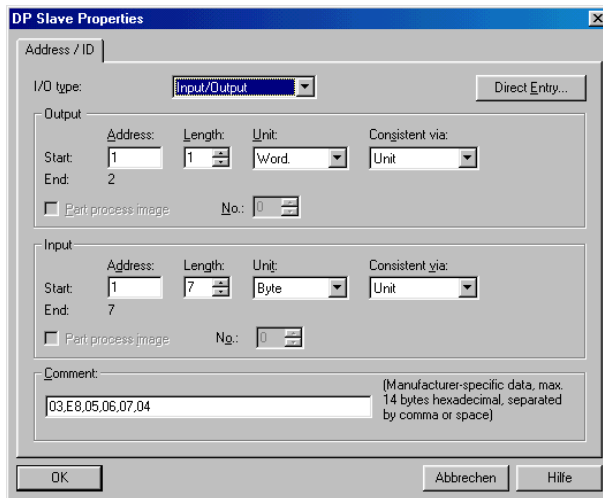 DP Slave Properties
Address / ID
I/O type: Input/Output Direct Entry...
Output
Address: Length: Unit: Consistent via:
Start: 1 1 Word. Unit
End: 2
Part process image No.: 0
Input
Address: Length: Unit: Consistent via:
Start: 1 7 Byte Unit
End: 7
Part process image No.: 0
Comment:
03,E8,05,06,07,04
(Manufacturer-specific data, max.
14 bytes hexadecimal, separated
by comma or space)
OK Abbrechen Hilfe